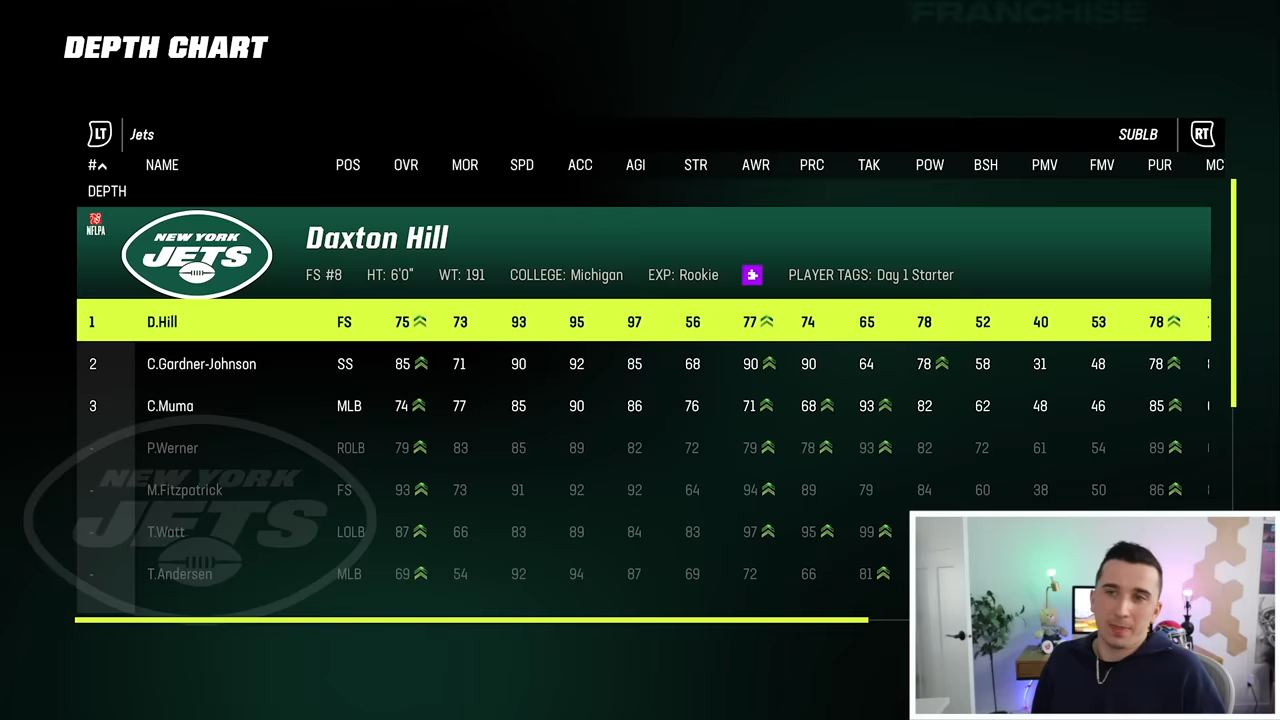 FRANCHISE
DEPTH CHART
LT Jets SUBLB RT
# NAME POS OVR MOR SPD ACC AGI STR AWR PRC TAK POW BSH PMV FMV PUR MC
DEPTH
NFLPA
NEW YORK
JETS
Daxton Hill
FS #8 HT: 6'0" WT: 191 COLLEGE: Michigan EXP: Rookie PLAYER TAGS: Day 1 Starter
1 D.Hill FS 75 73 93 95 97 56 77 74 65 78 52 40 53 78
2 C.Gardner-Johnson SS 85 71 90 92 85 68 90 90 64 78 58 31 48 78
3 C.Muma MLB 74 77 85 90 86 76 71 68 93 82 62 48 46 85
- P.Werner ROLB 79 83 85 89 82 72 79 78 93 82 72 61 54 89
- M.Fitzpatrick FS 93 73 91 92 92 64 94 89 79 84 60 38 50 86
- T.Watt LOLB 87 66 83 89 84 83 97 95 99
- T.Andersen MLB 69 54 92 94 87 69 72 66 81
NEW YORK
JETS